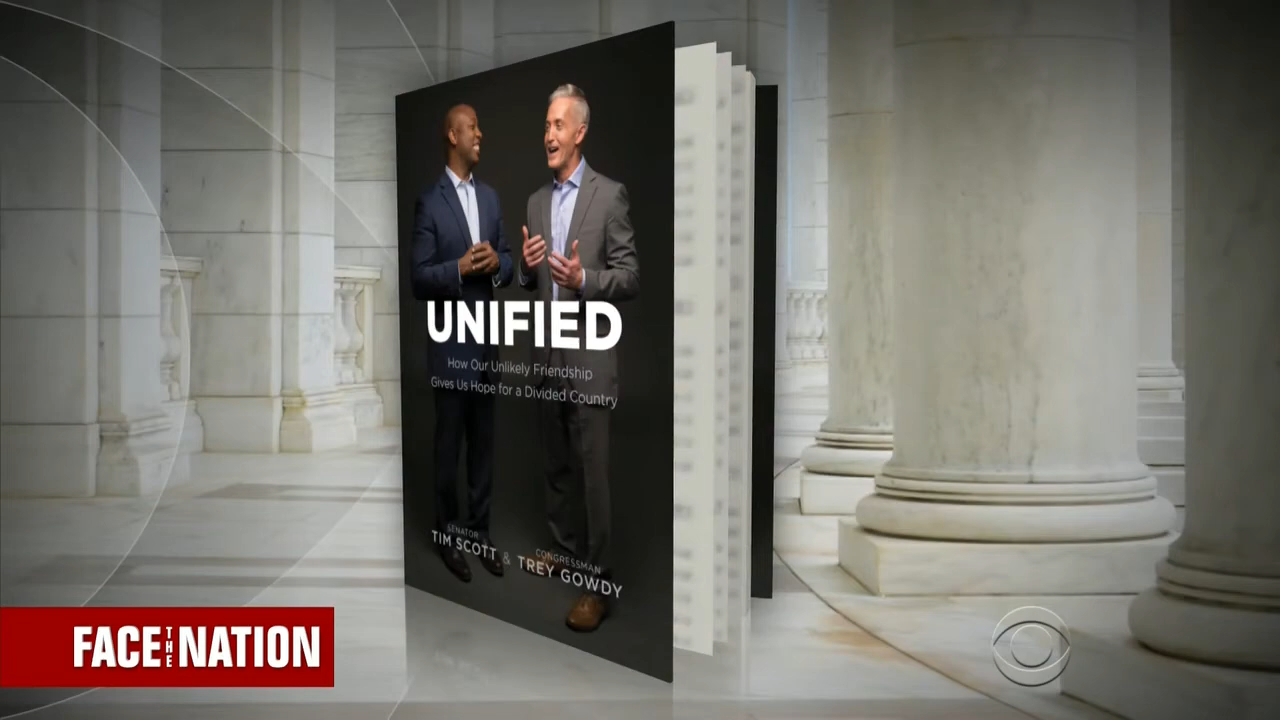 UNIFIED
How Our Unlikely Friendship
Gives Us Hope for a Divided Country
SENATOR
TIM SCOTT & CONGRESSMAN
TREY GOWDY
FACE THE NATION